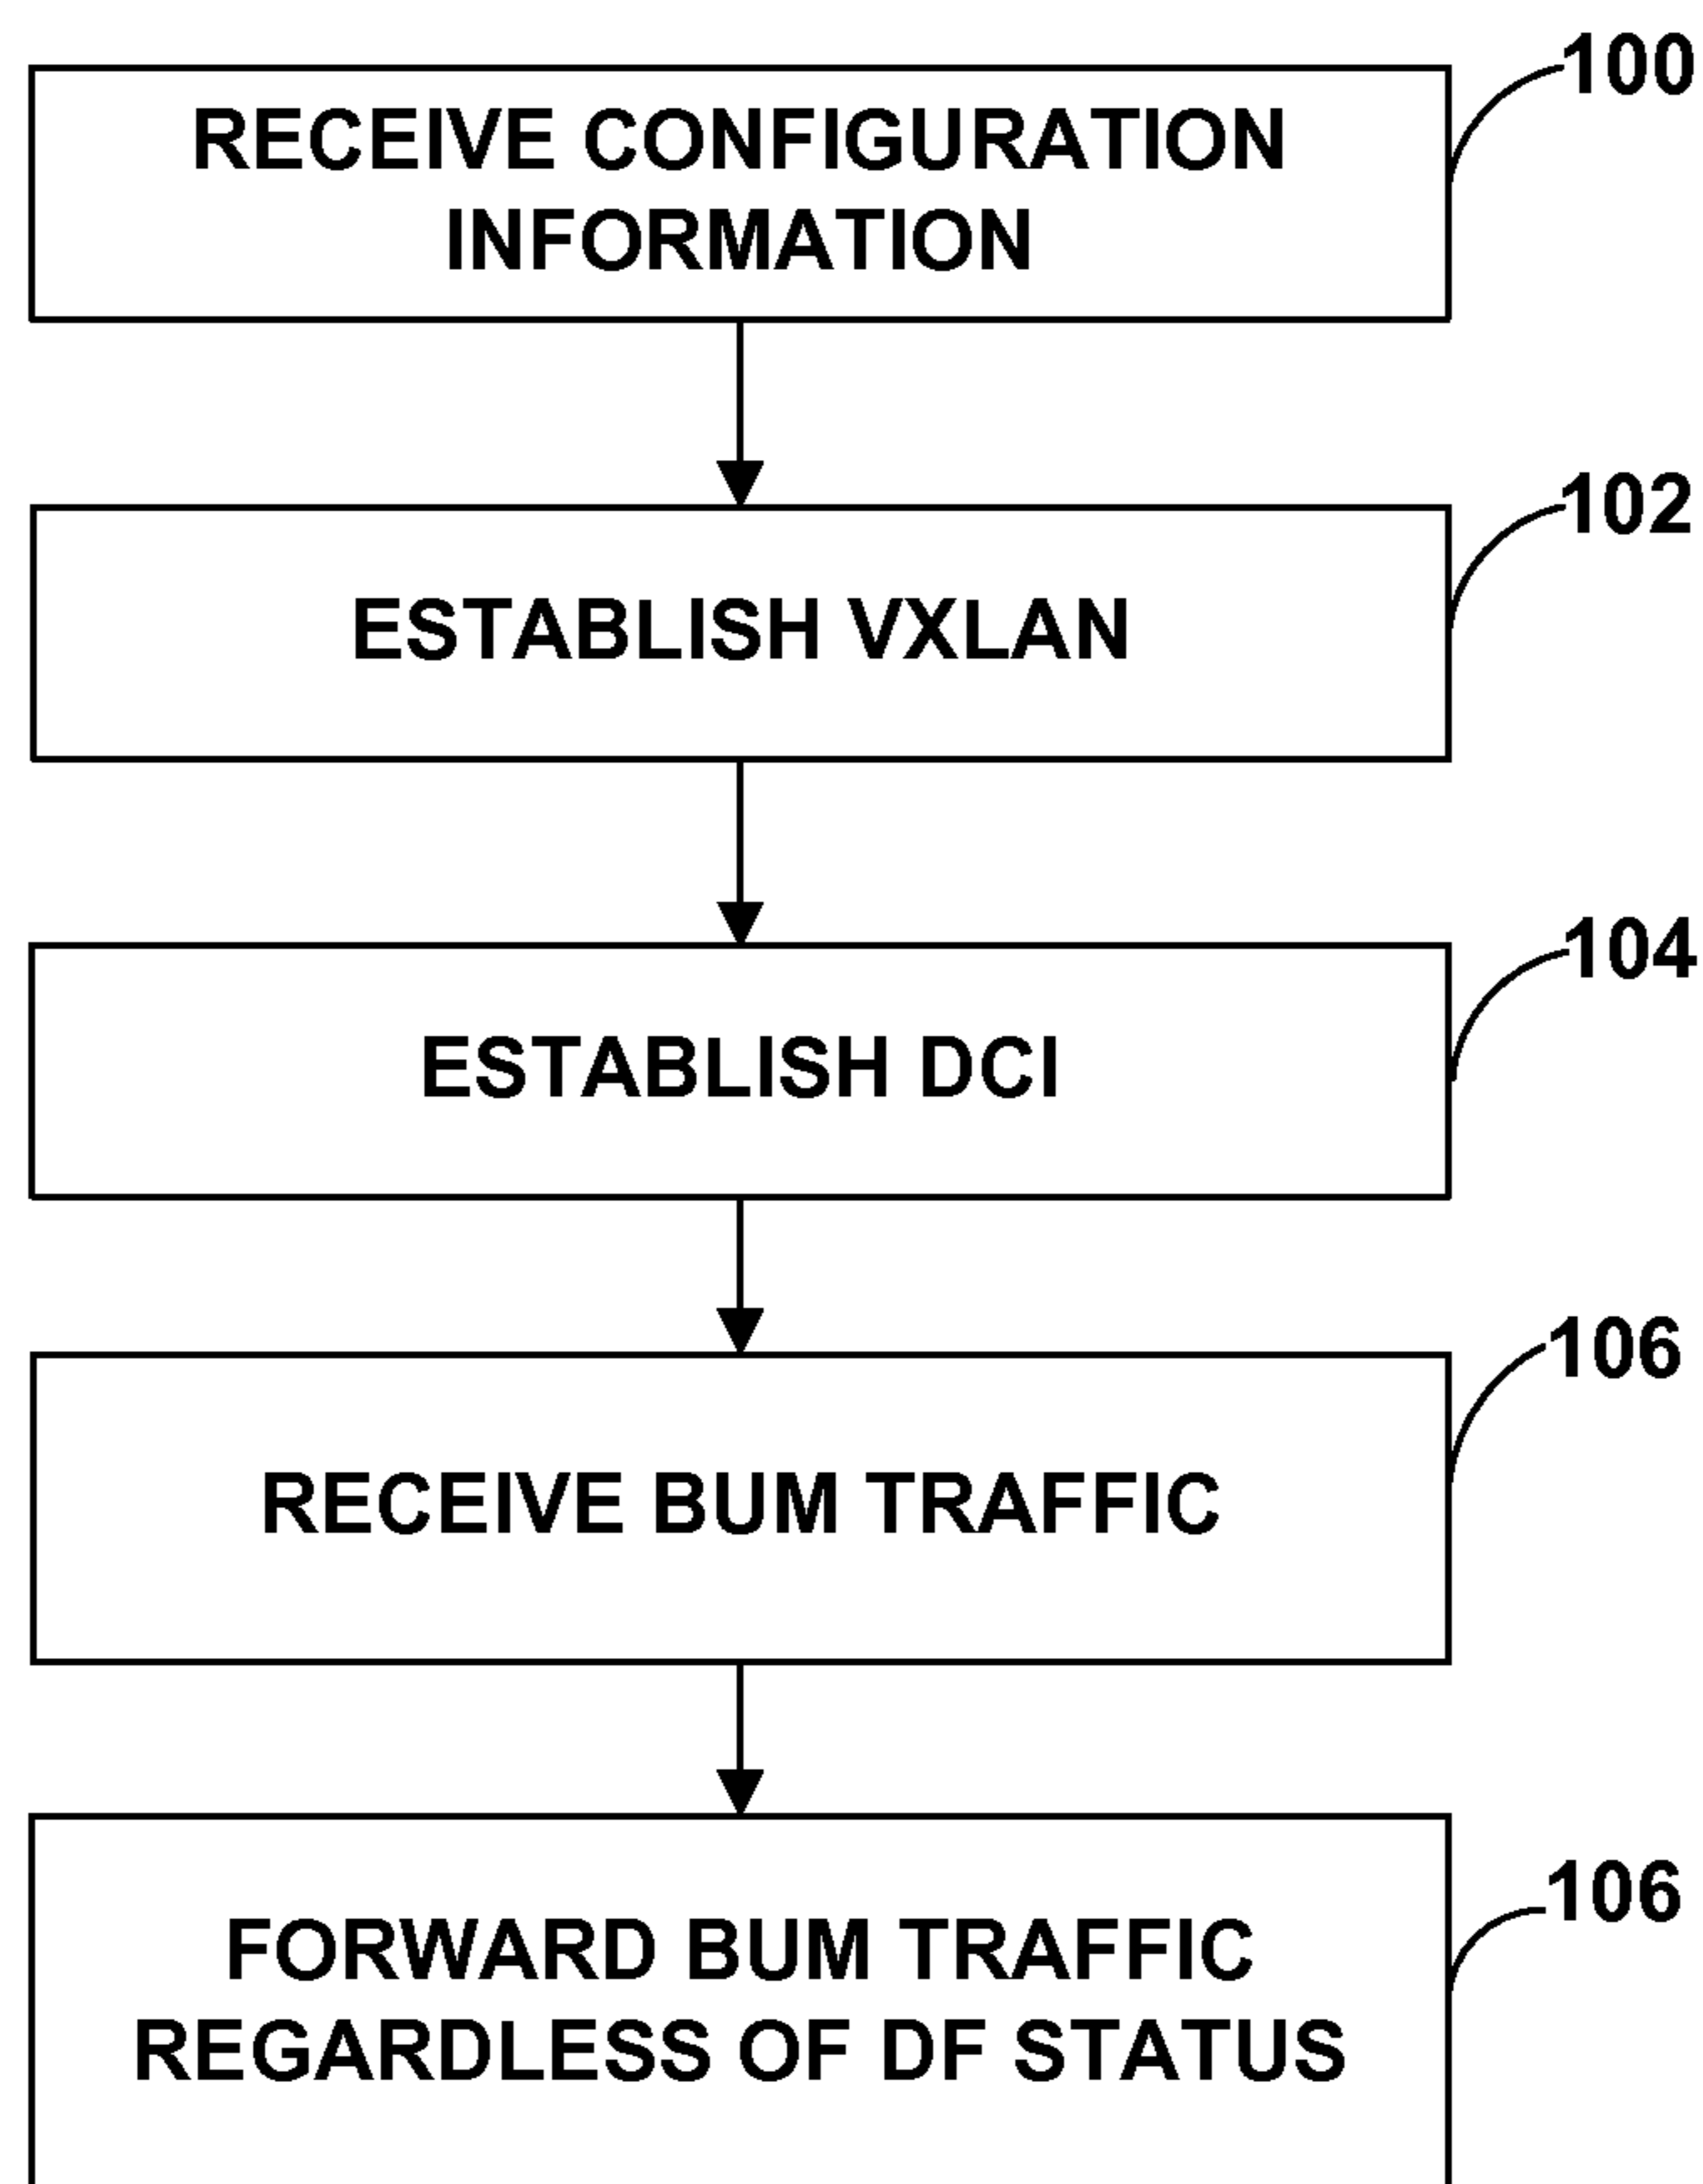 100
RECEIVE CONFIGURATION
INFORMATION
102
ESTABLISH VXLAN
104
ESTABLISH DCI
106
RECEIVE BUM TRAFFIC
106
FORWARD BUM TRAFFIC
REGARDLESS OF DF STATUS